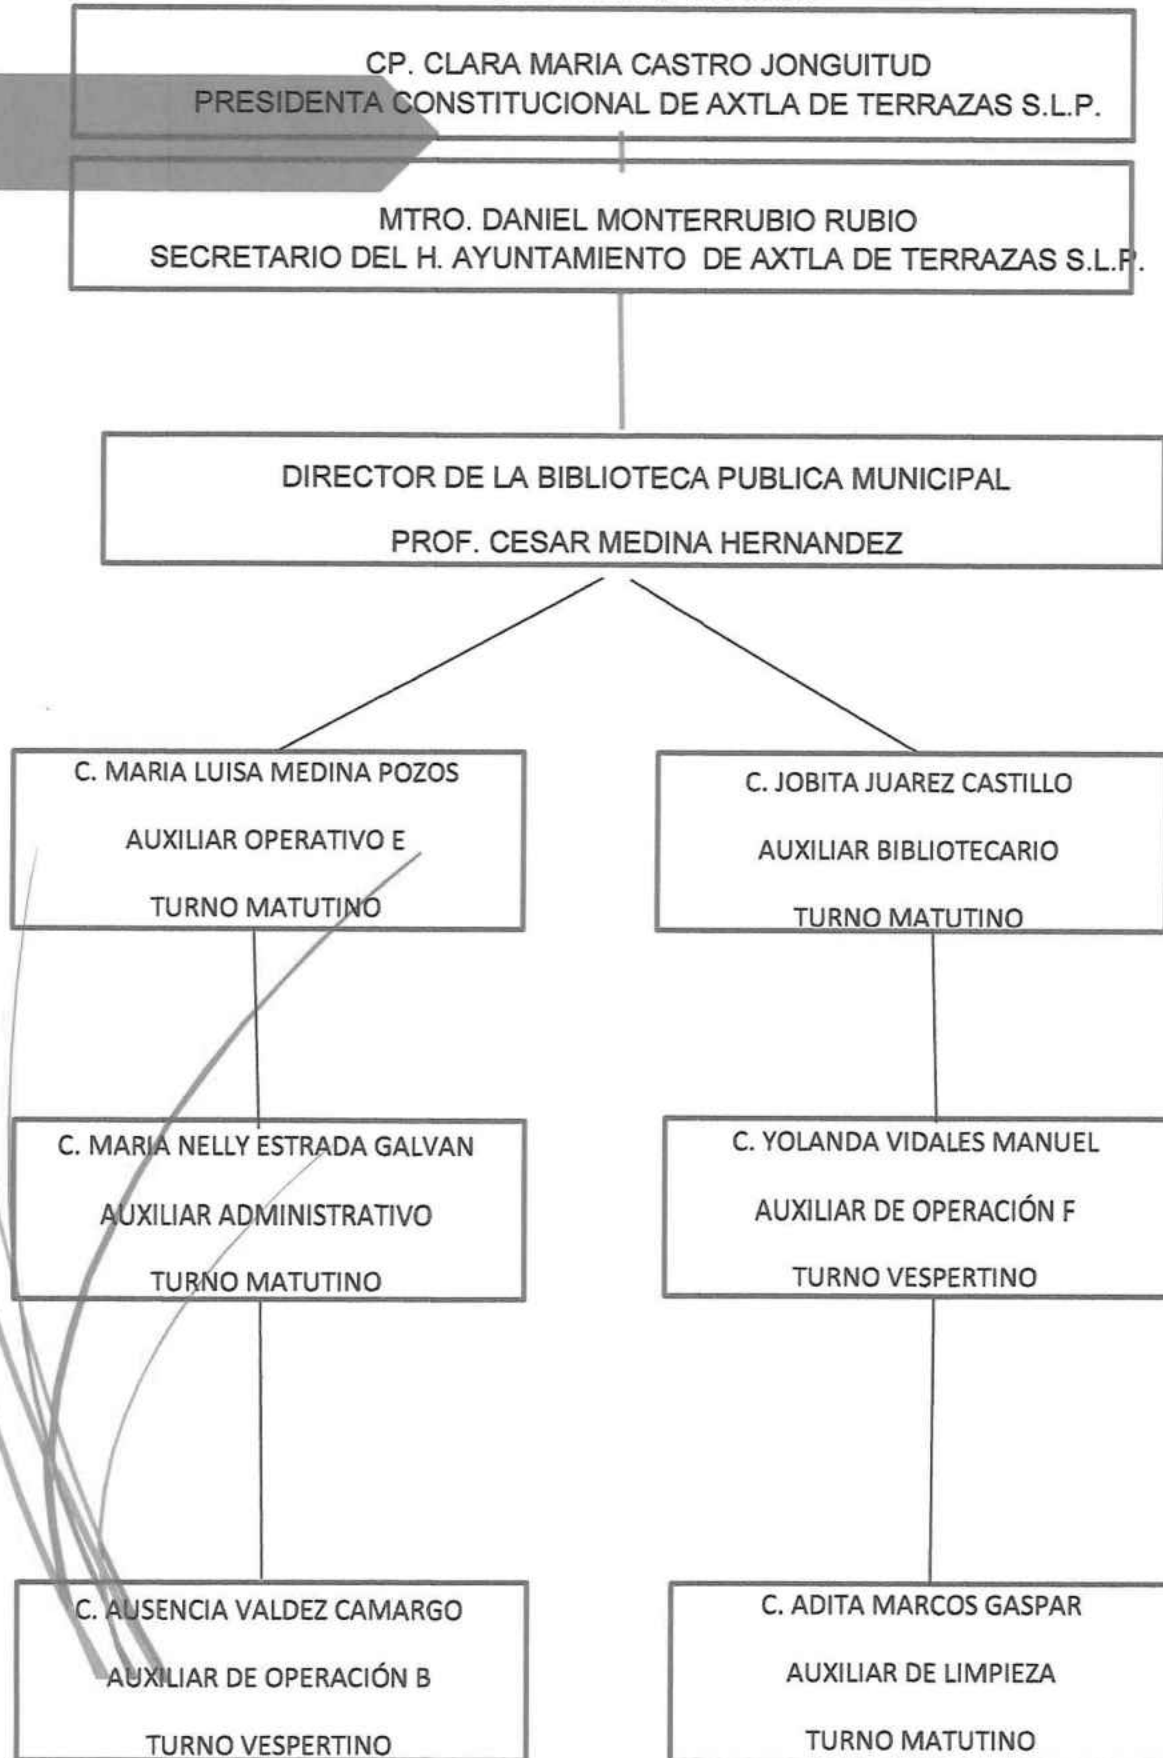 CP. CLARA MARIA CASTRO JONGUITUD
PRESIDENTA CONSTITUCIONAL DE AXTLA DE TERRAZAS S.L.P.
MTRO. DANIEL MONTERRUBIO RUBIO
SECRETARIO DEL H. AYUNTAMIENTO DE AXTLA DE TERRAZAS S.L.P.
DIRECTOR DE LA BIBLIOTECA PUBLICA MUNICIPAL
PROF. CESAR MEDINA HERNANDEZ
C. MARIA LUISA MEDINA POZOS
AUXILIAR OPERATIVO E
TURNO MATUTINO
C. JOBITA JUAREZ CASTILLO
AUXILIAR BIBLIOTECARIO
TURNO MATUTINO
C. MARIA NELLY ESTRADA GALVAN
AUXILIAR ADMINISTRATIVO
TURNO MATUTINO
C. YOLANDA VIDALES MANUEL
AUXILIAR DE OPERACIÓN F
TURNO VESPERTINO
C. AUSENCIA VALDEZ CAMARGO
AUXILIAR DE OPERACIÓN B
TURNO VESPERTINO
C. ADITA MARCOS GASPAR
AUXILIAR DE LIMPIEZA
TURNO MATUTINO